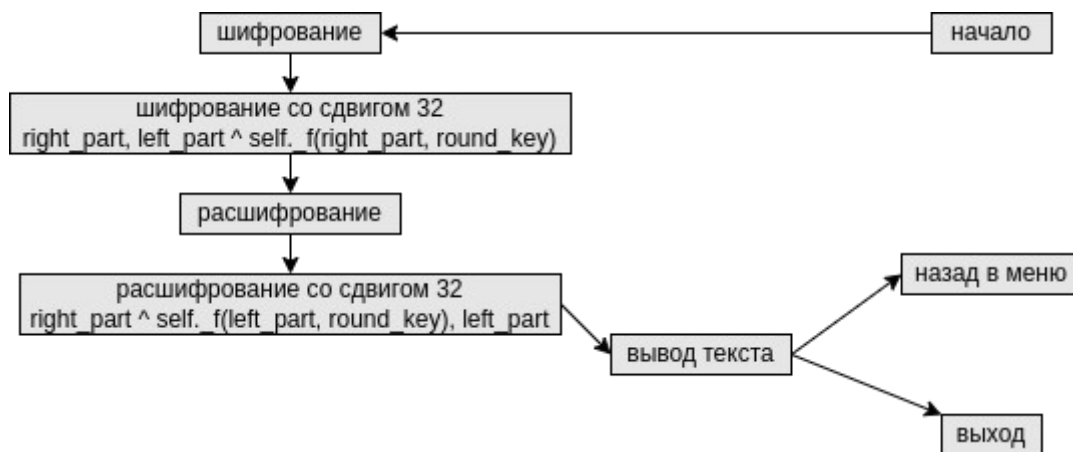 шифрование
начало
шифрование со сдвигом 32
right_part, left_part ^ self._f(right_part, round_key)
расшифрование
расшифрование со сдвигом 32
right_part ^ self._f(left_part, round_key), left_part
назад в меню
вывод текста
выход